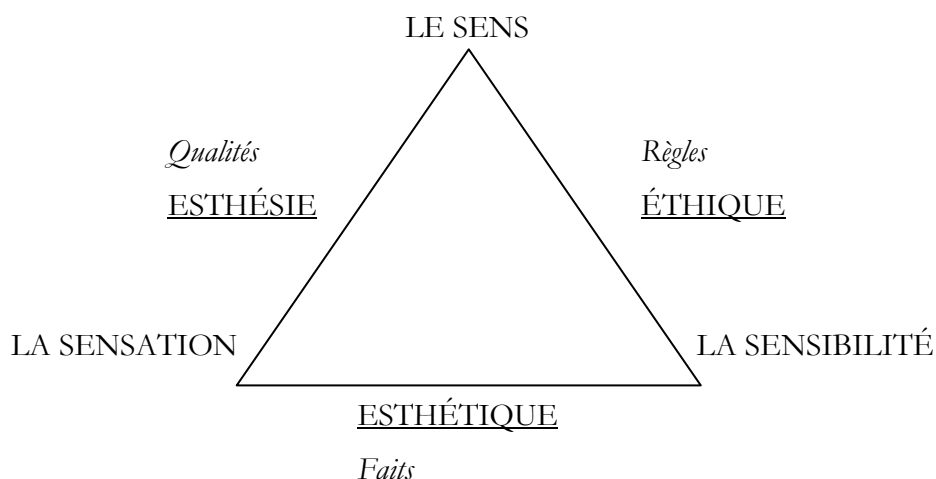 LE SENS
Qualités
ESTHÉSIE
Règles
ÉTHIQUE
LA SENSATION
LA SENSIBILITÉ
ESTHÉTIQUE
Faits